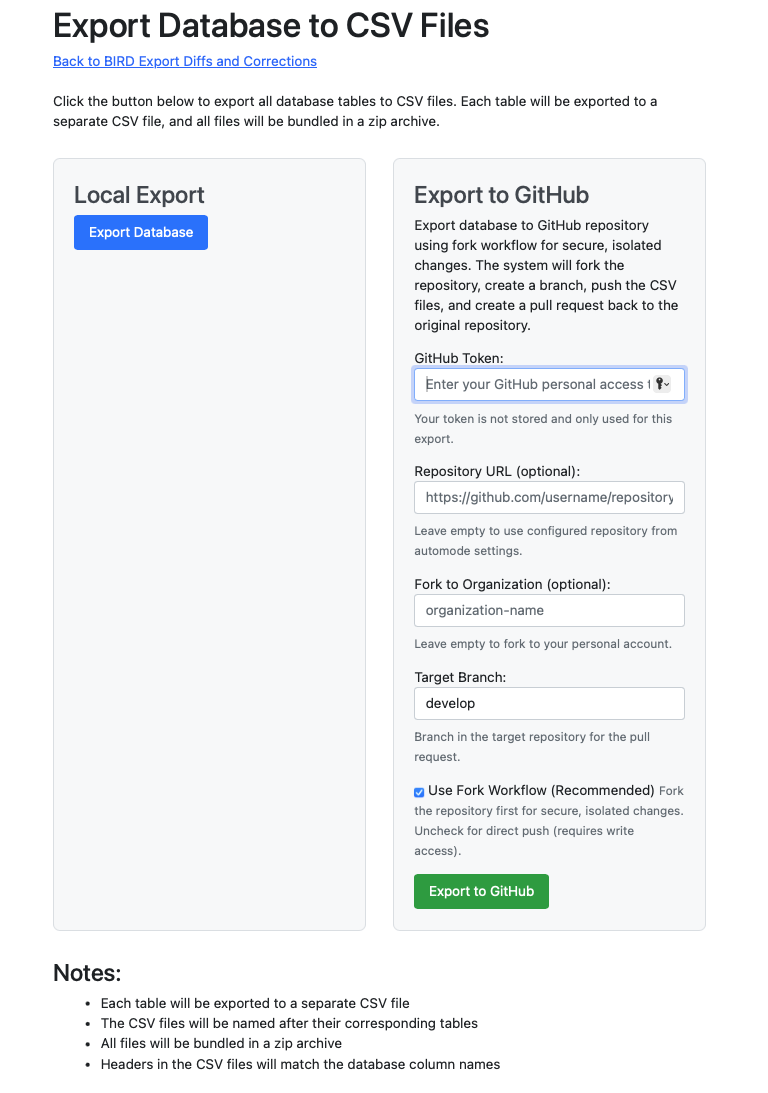 Export Database to CSV Files
Back to BIRD Export Diffs and Corrections
Click the button below to export all database tables to CSV files. Each table will be exported to a
separate CSV file, and all files will be bundled in a zip archive.
Local Export
Export Database
Export to GitHub
Export database to GitHub repository
using fork workflow for secure, isolated
changes. The system will fork the
repository, create a branch, push the CSV
files, and create a pull request back to the
original repository.
GitHub Token:
Enter your GitHub personal access t
Your token is not stored and only used for this
export.
Repository URL (optional):
https://github.com/username/repository
Leave empty to use configured repository from
automode settings.
Fork to Organization (optional):
organization-name
Leave empty to fork to your personal account.
Target Branch:
develop
Branch in the target repository for the pull
request.
Use Fork Workflow (Recommended) Fork
the repository first for secure, isolated changes.
Uncheck for direct push (requires write
access).
Export to GitHub
Notes:
• Each table will be exported to a separate CSV file
• The CSV files will be named after their corresponding tables
• All files will be bundled in a zip archive
• Headers in the CSV files will match the database column names